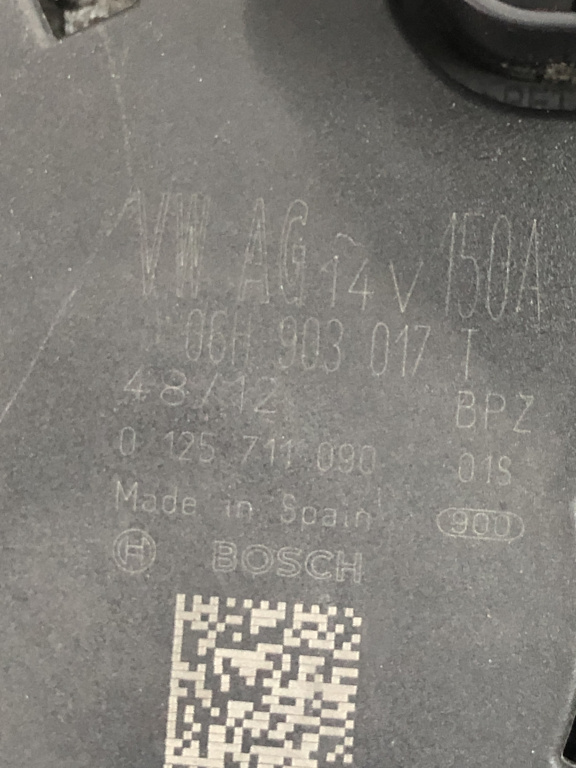 VW AG 14 V 150A
06H 903 017 T
48/12 BPZ
0 125 711 090 01S
Made in Spain 900
H BOSCH